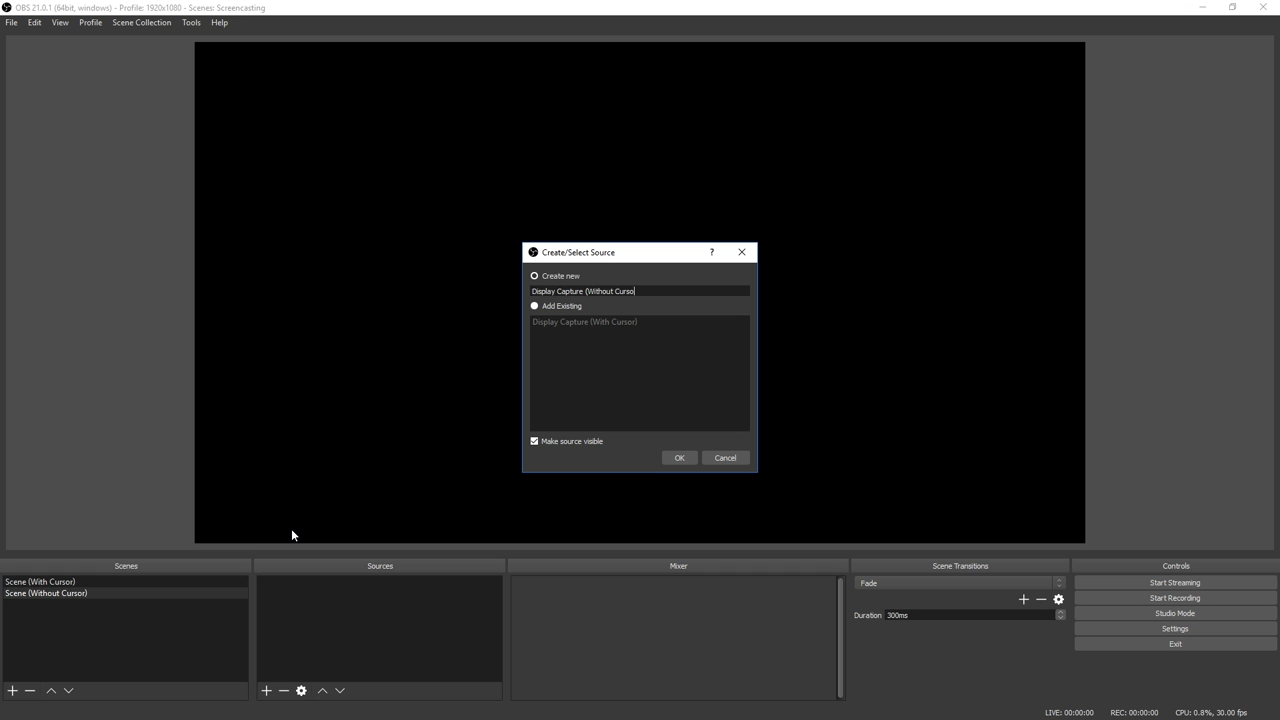 OBS 21.0.1 (64bit, windows) - Profile: 1920x1080 - Scenes: Screencasting
File Edit View Profile Scene Collection Tools Help
Create/Select Source ?
Create new
Display Capture (Without Curso
Add Existing
Display Capture (With Cursor)
Make source visible
OK Cancel
Scenes Sources Mixer Scene Transitions Controls
Scene (With Cursor)
Scene (Without Cursor)
Fade
Duration 300ms
Start Streaming
Start Recording
Studio Mode
Settings
Exit
LIVE: 00:00:00 REC: 00:00:00 CPU: 0.8%, 30.00 fps